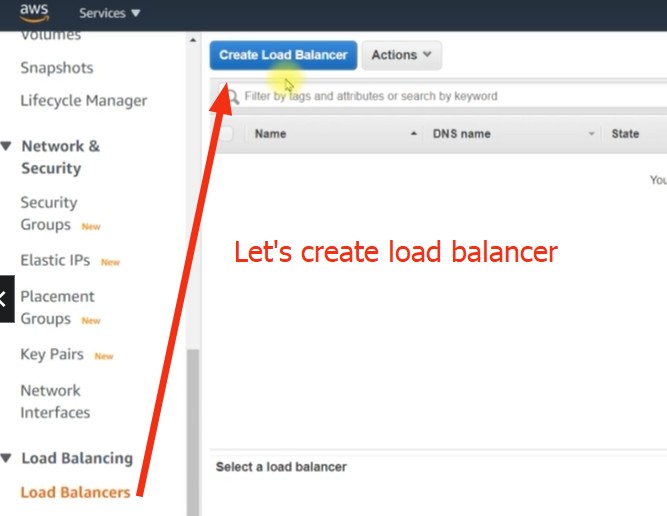 aws
Services
Volumes
Snapshots
Lifecycle Manager
Network &
Security
Security
Groups New
Elastic IPs New
Placement
Groups New
Key Pairs New
Network
Interfaces
Load Balancing
Load Balancers
Create Load Balancer Actions
Filter by tags and attributes or search by keyword
Name DNS name State
You
Let's create load balancer
Select a load balancer